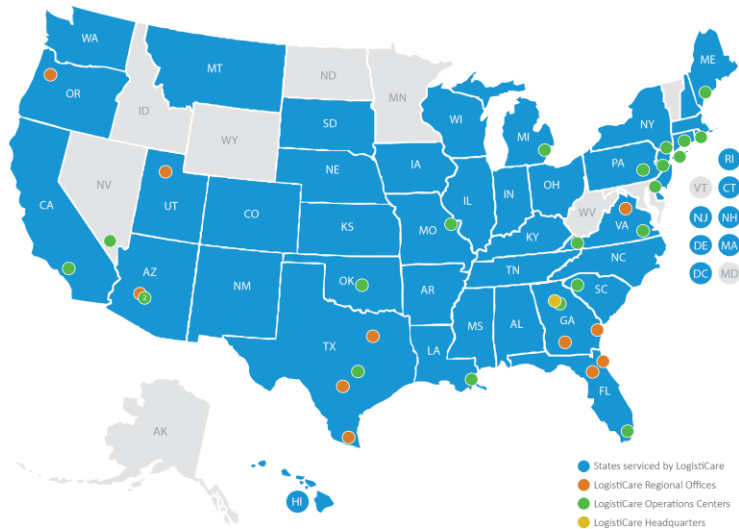 WA
MT
ND
MN
ME
OR
ID
SD
WI
MI
NY
WY
NE
IA
PA
RI
NV
UT
CO
IL
IN
OH
VT
CT
CA
KS
MO
KY
WV
VA
NJ
NH
AZ
NM
OK
AR
TN
NC
DE
MA
2
SC
DC
MD
TX
LA
MS
AL
GA
FL
AK
HI
States serviced by LogistiCare
LogistiCare Regional Offices
LogistiCare Operations Centers
LogistiCare Headquarters